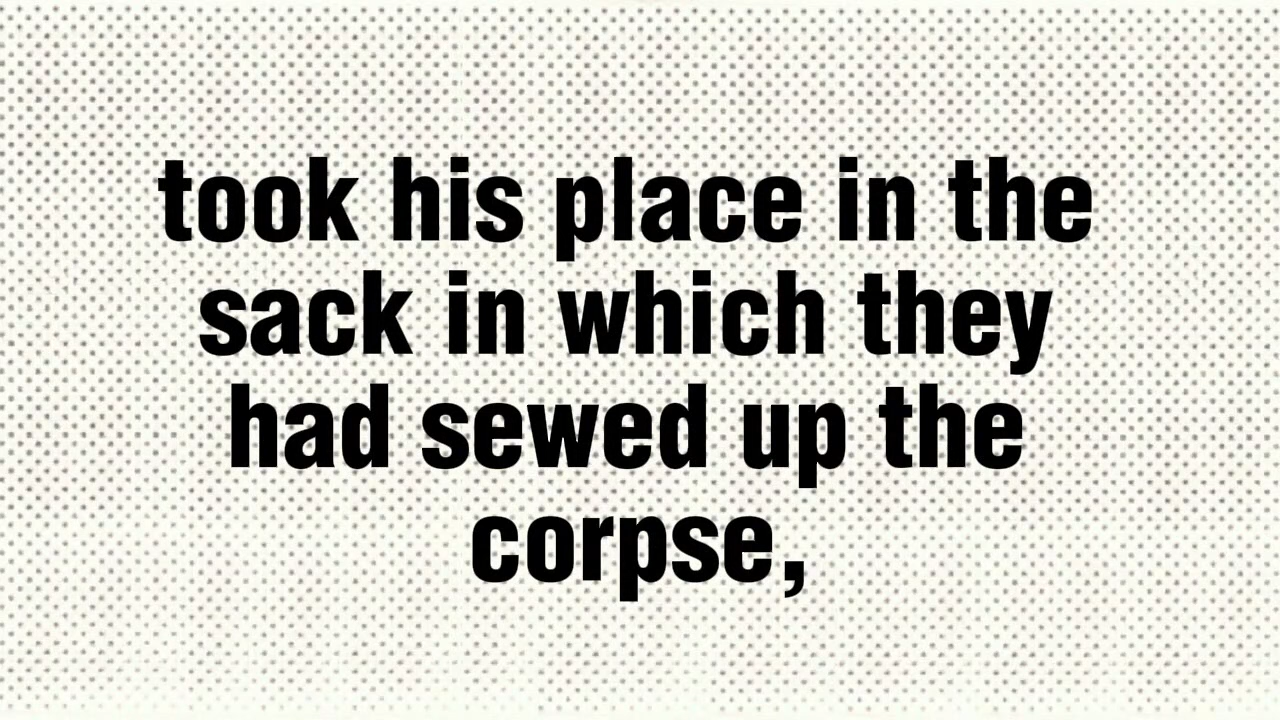 took his place in the
sack in which they
had sewed up the
corpse,